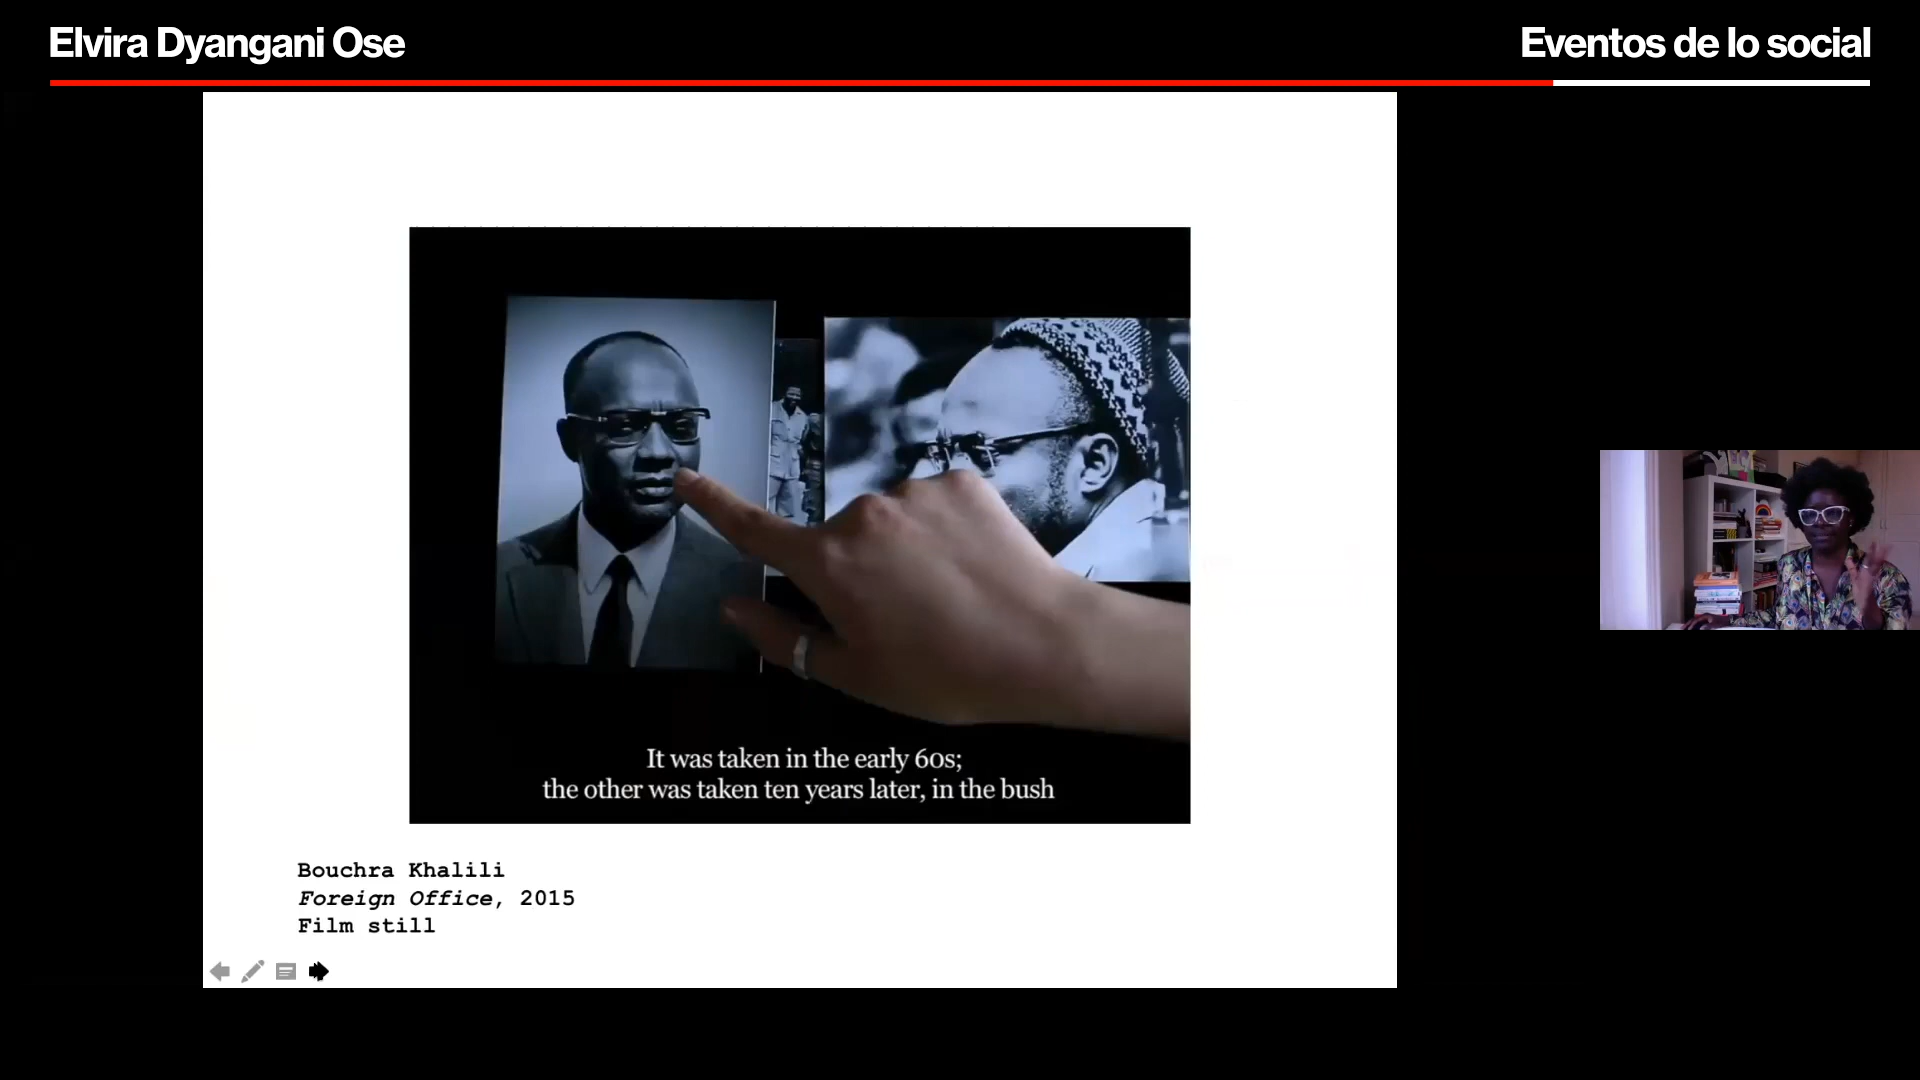 Elvira Dyangani Ose
Eventos de lo social
It was taken in the early 60s;
the other was taken ten years later, in the bush
Bouchra Khalili
Foreign Office, 2015
Film still